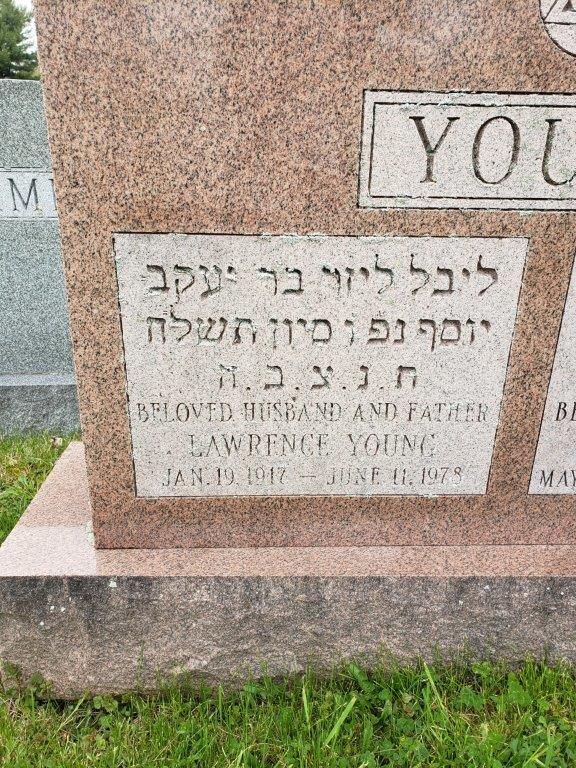 YOU
ליבל ליזר בר יעקב
יוסף נפ ו סיון תשלח
ת. נ. צ. ב. ה
BELOVED HUSBAND AND FATHER
LAWRENCE YOUNG
JAN. 19, 1917 — JUNE 11, 1978
M
BE
MAY